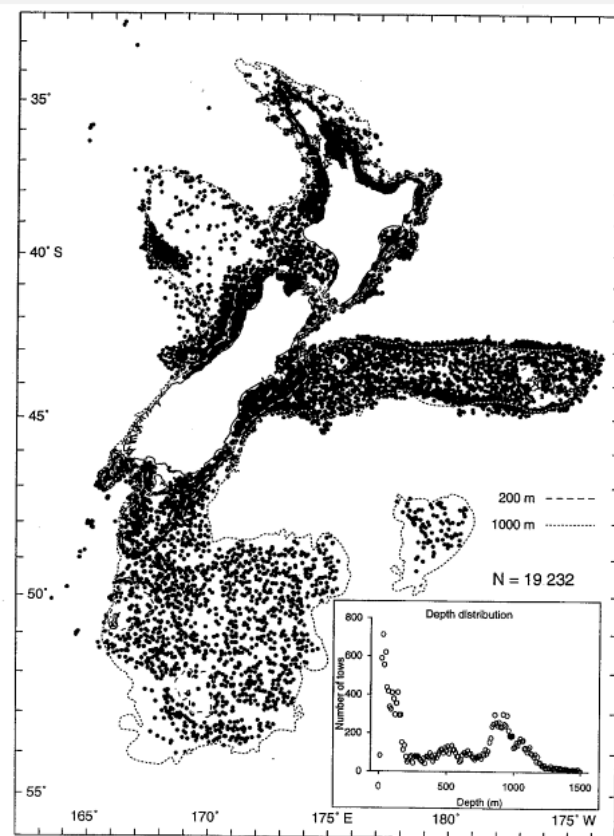 35°
40° S
45°
50°
55°
200 m
1000 m
N = 19 232
Depth distribution
Number of tows
800
600
400
200
0
0
500
1000
1500
Depth (m)
165°
170°
175° E
180°
175° W